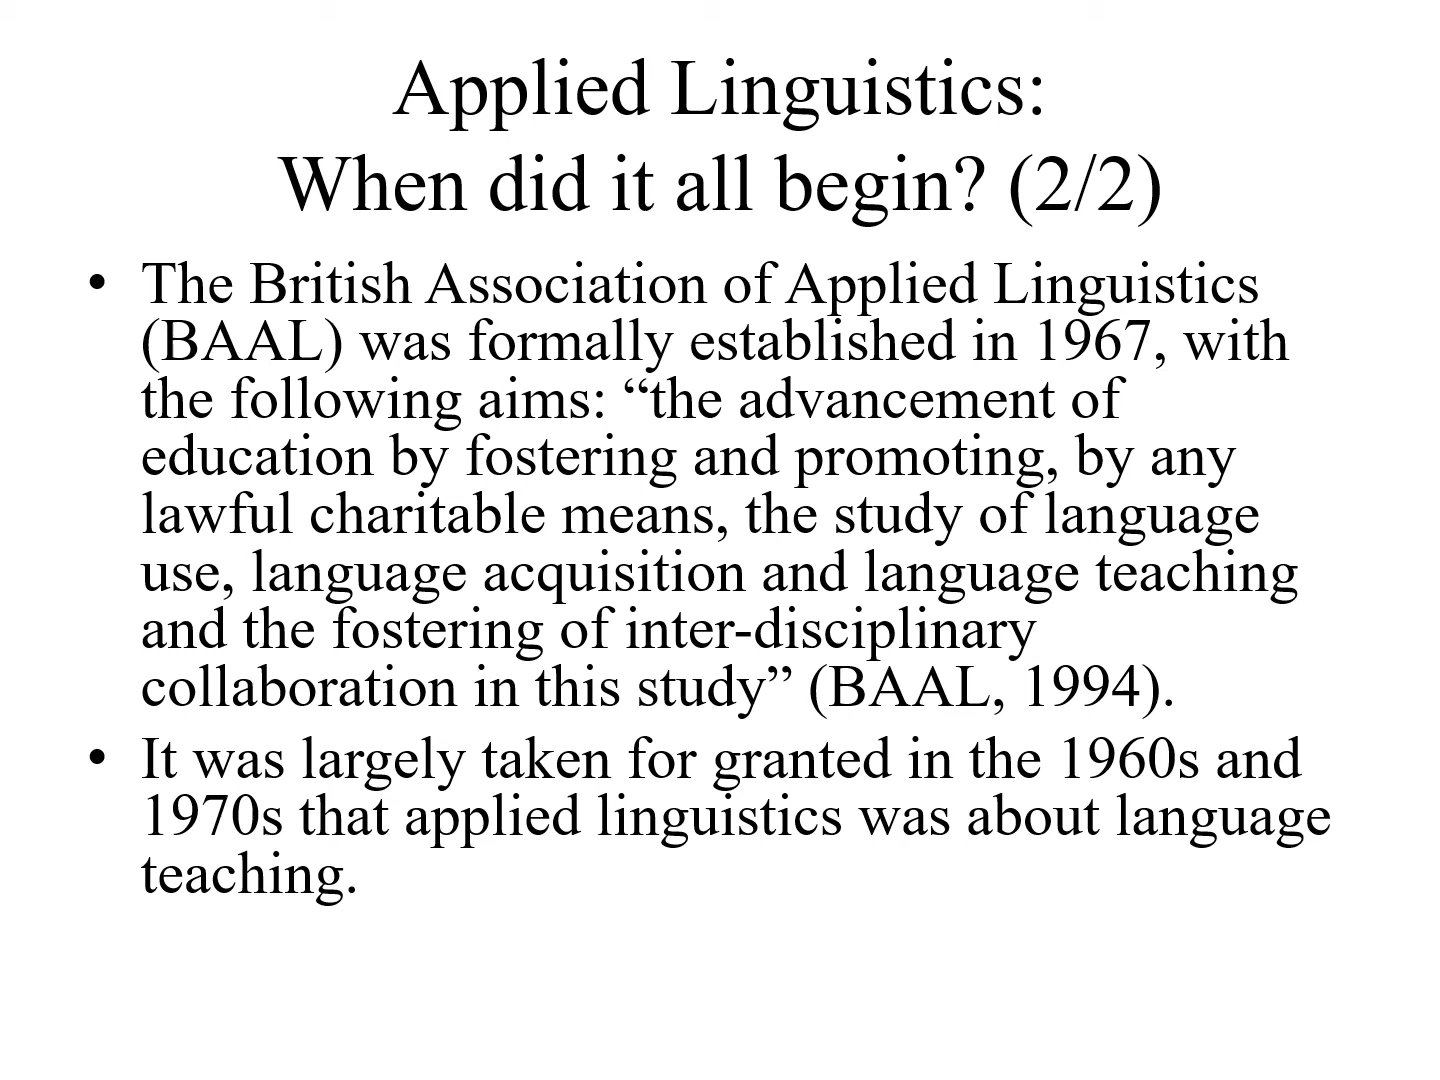 Applied Linguistics:
When did it all begin? (2/2)
• The British Association of Applied Linguistics
(BAAL) was formally established in 1967, with
the following aims: “the advancement of
education by fostering and promoting, by any
lawful charitable means, the study of language
use, language acquisition and language teaching
and the fostering of inter-disciplinary
collaboration in this study” (BAAL, 1994).
• It was largely taken for granted in the 1960s and
1970s that applied linguistics was about language
teaching.